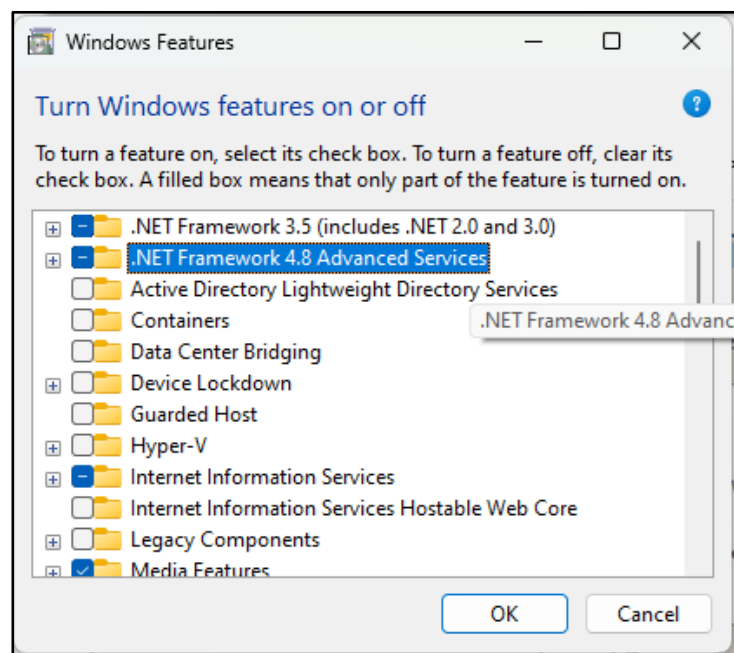 Windows Features
Turn Windows features on or off
To turn a feature on, select its check box. To turn a feature off, clear its
check box. A filled box means that only part of the feature is turned on.
.NET Framework 3.5 (includes .NET 2.0 and 3.0)
.NET Framework 4.8 Advanced Services
Active Directory Lightweight Directory Services
Containers
.NET Framework 4.8 Advanc
Data Center Bridging
Device Lockdown
Guarded Host
Hyper-V
Internet Information Services
Internet Information Services Hostable Web Core
Legacy Components
Media Features
OK
Cancel